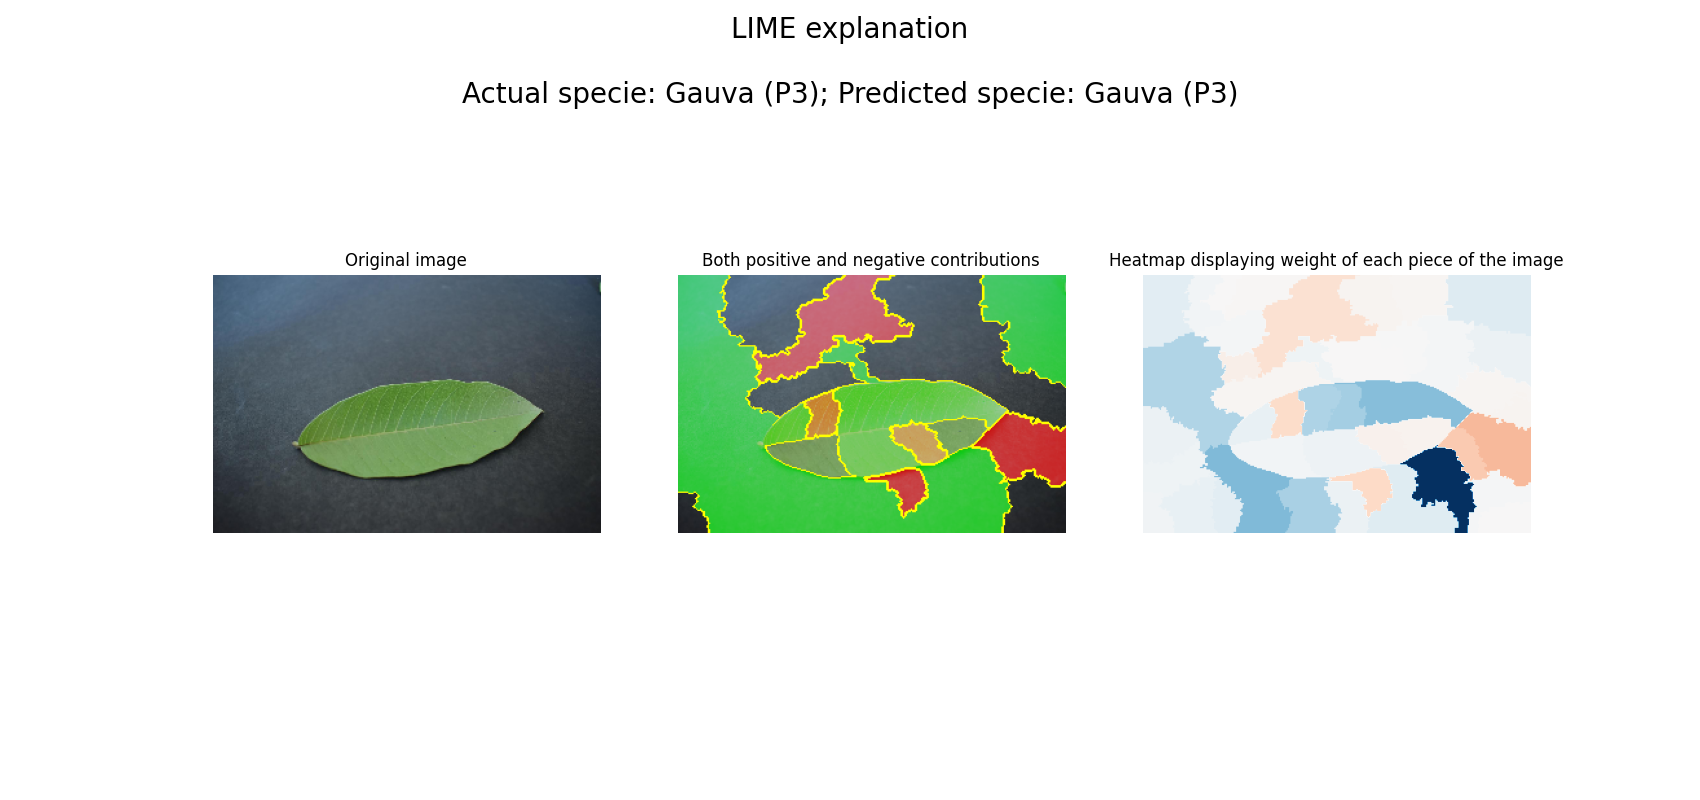 LIME explanation
Actual specie: Gauva (P3); Predicted specie: Gauva (P3)
Original image
Both positive and negative contributions
Heatmap displaying weight of each piece of the image